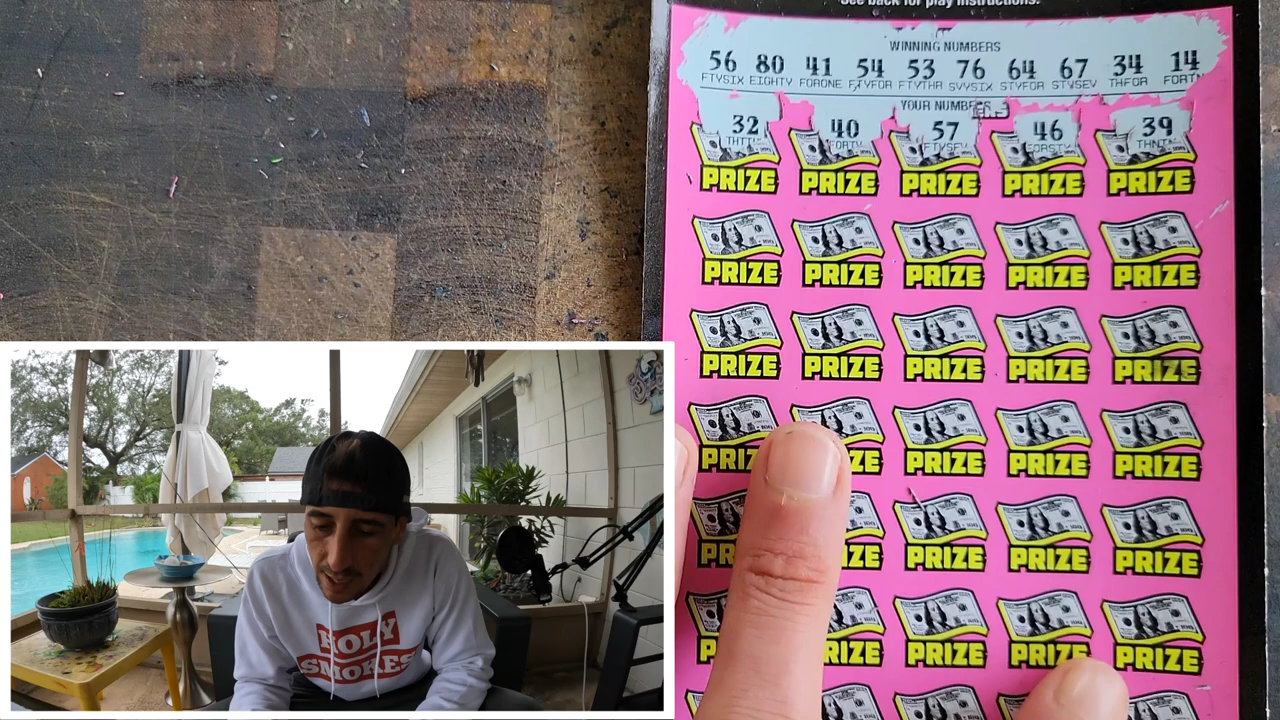 See back for play instructions.
WINNING NUMBERS
56 80 41 54 53 76 64 67 34 14
FTYSIX EIGHTY FORONE FTYFOR FTYTHR SVYSIX STYFOR STYSEV THFOR FORTN
YOUR NUMBERS
32 40 57 46 39
PRIZE PRIZE PRIZE PRIZE PRIZE
PRIZE PRIZE PRIZE PRIZE PRIZE
PRIZE PRIZE PRIZE PRIZE PRIZE
PRIZE PRIZE PRIZE
PRIZE PRIZE PRIZE
PRIZE PRIZE PRIZE
HOLY
SMOKES